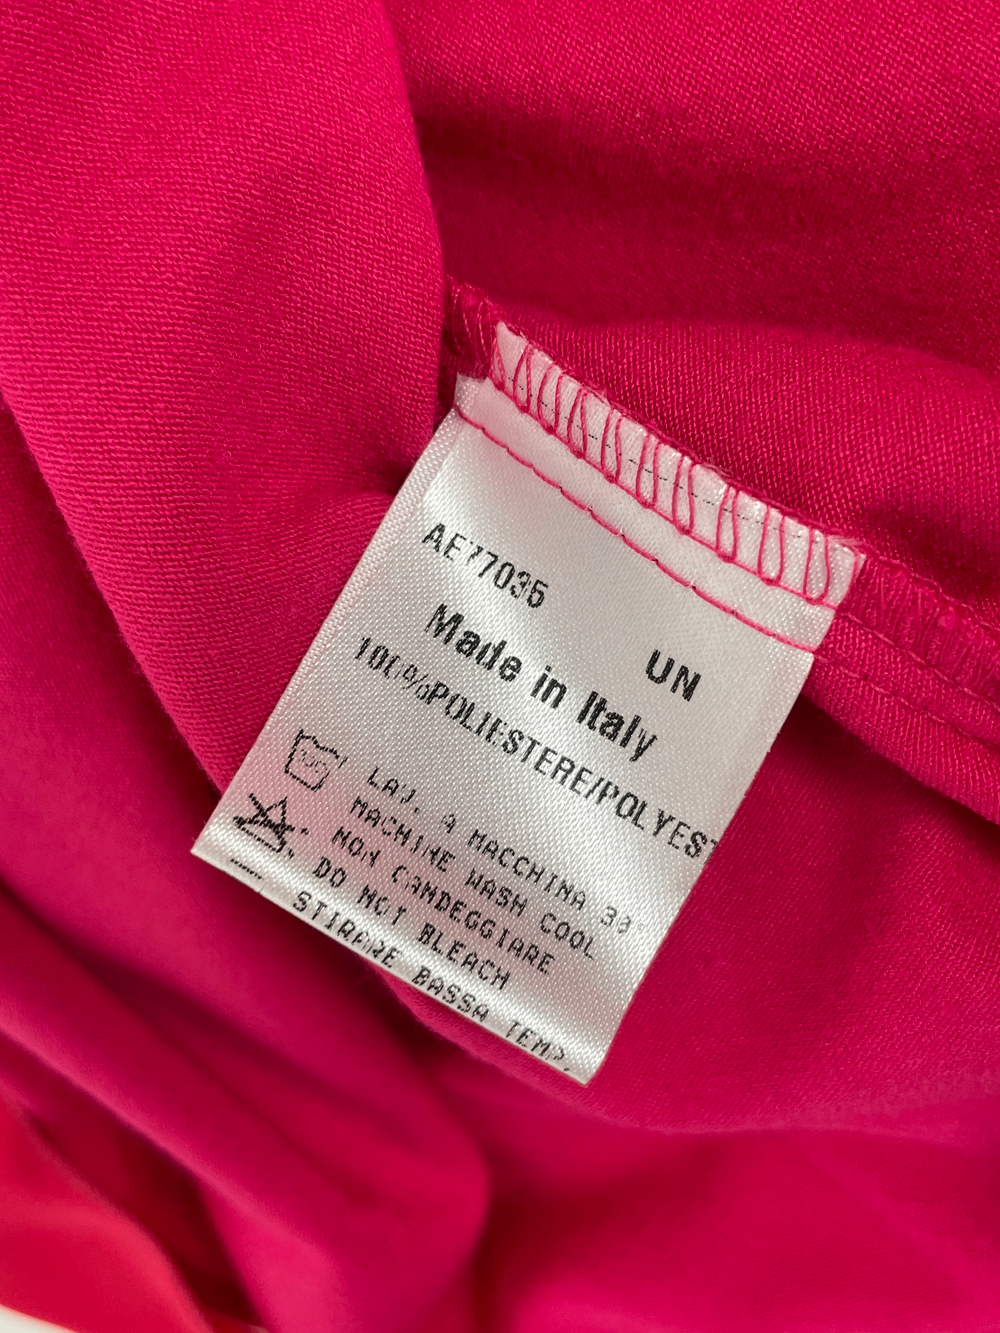 AE77035
UN
Made in Italy
100%POLIESTERE/POLYEST
LAV. A MACCHINA 30°
MACHINE WASH COOL
NON CANDEGGIARE
DO NOT BLEACH
STIRARE BASSA TEMP.